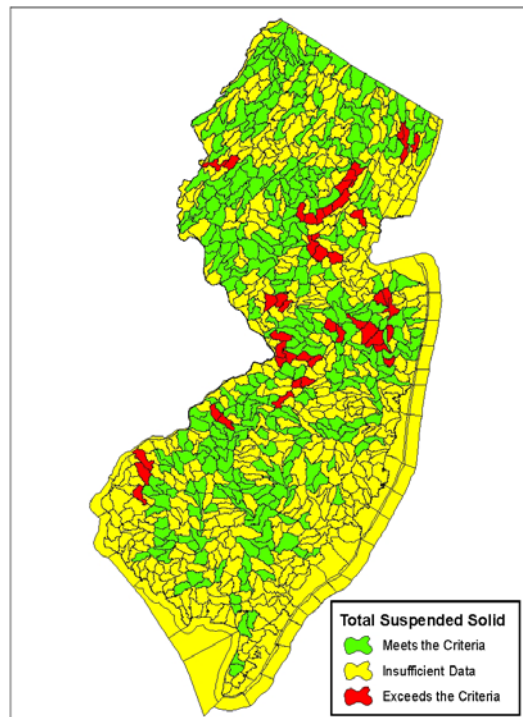 Total Suspended Solid
Meets the Criteria
Insufficient Data
Exceeds the Criteria